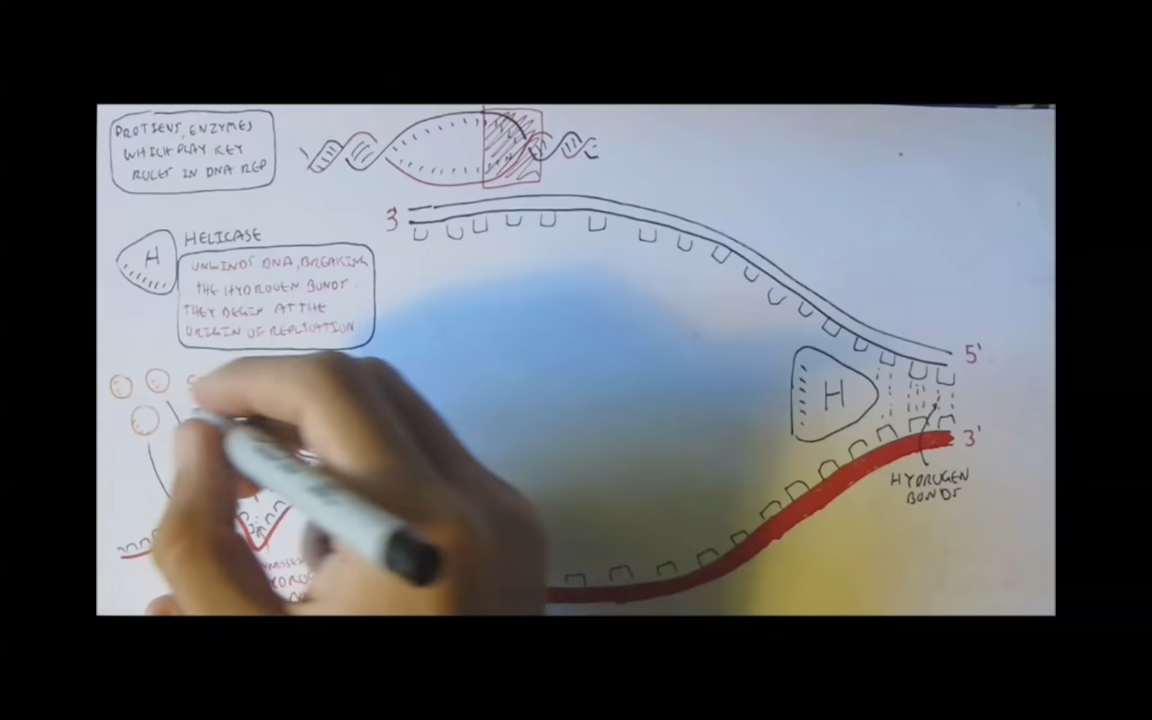 PROTIENS, ENZYMES
WHICH PLAY KEY
ROLES IN DNA REP
H
HELICASE
UNWINDS DNA, BREAKING
THE HYDROGEN BONDS.
THEY BEGIN AT THE
ORIGIN OF REPLICATION
3
5'
H
3'
HYDROGEN
BONDS
S